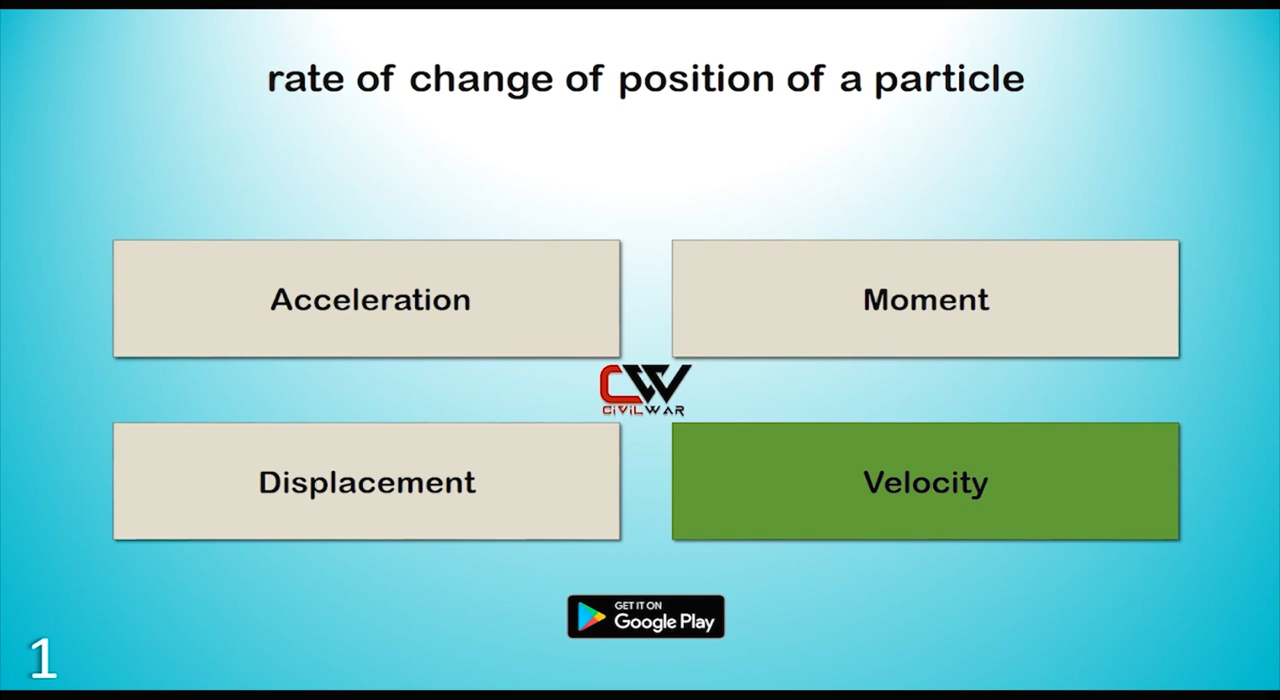 rate of change of position of a particle
Acceleration
Moment
CW
CIVIL WAR
Displacement
Velocity
GET IT ON
Google Play
1